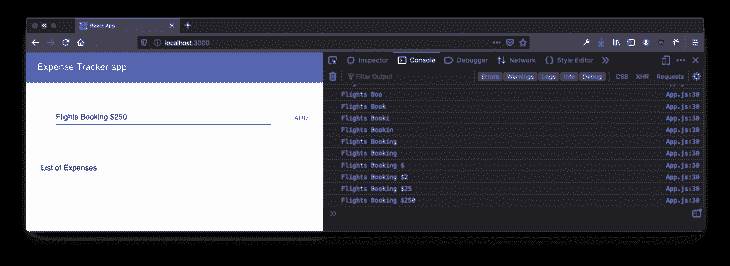 React App
localhost:3000
Expense Tracker app
Flights Booking $250
ADD
List of Expenses
Inspector Console Debugger Network Style Editor
Filter Output Errors Warnings Logs Info Debug CSS XHR Requests
Flights Boo App.js:30
Flights Book App.js:30
Flights Booki App.js:30
Flights Bookin App.js:30
Flights Booking App.js:30
Flights Booking App.js:30
Flights Booking $ App.js:30
Flights Booking $2 App.js:30
Flights Booking $25 App.js:30
Flights Booking $250 App.js:30